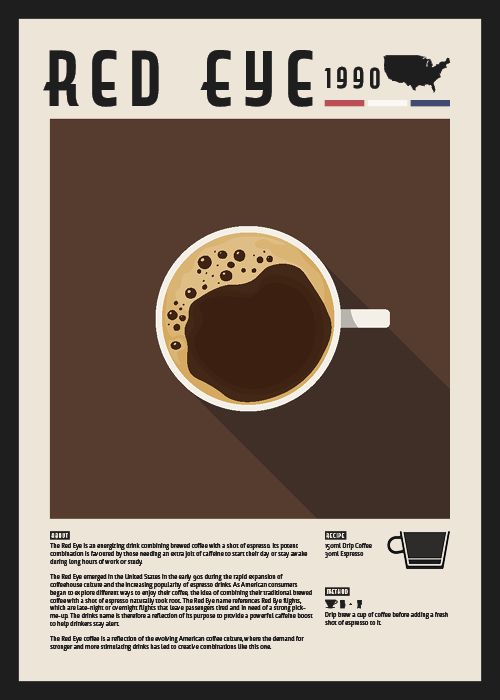 RED EYE
1990
ABOUT
The Red Eye is an energizing drink combining brewed coffee with a shot of espresso. Its potent
combination is favoured by those needing an extra jolt of caffeine to start their day or stay awake
during long hours of work or study.
The Red Eye emerged in the United States in the early 90s during the rapid expansion of
coffeehouse culture and the increasing popularity of espresso drinks. As American consumers
began to explore different ways to enjoy their coffee, the idea of combining their traditional brewed
coffee with a shot of espresso naturally took root. The Red Eye name references Red Eye flights,
which are late-night or overnight flights that leave passengers tired and in need of a strong pick-
me-up. The drinks name is therefore a reflection of its purpose to provide a powerful caffeine boost
to help drinkers stay alert.
The Red Eye coffee is a reflection of the evolving American coffee culture, where the demand for
stronger and more stimulating drinks has led to creative combinations like this one.
RECIPE
150ml Drip Coffee
30ml Espresso
METHOD
Drip brew a cup of coffee before adding a fresh
shot of espresso to it.